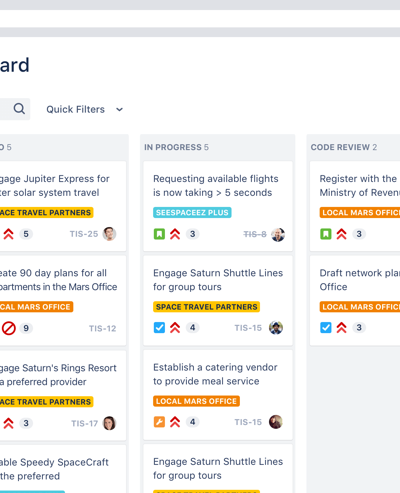 ard
Quick Filters
O 5
gage Jupiter Express for
ter solar system travel
ACE TRAVEL PARTNERS
5
TIS-25
eate 90 day plans for all
partments in the Mars Office
CAL MARS OFFICE
9
TIS-12
gage Saturn's Rings Resort
a preferred provider
ACE TRAVEL PARTNERS
3
TIS-17
able Speedy SpaceCraft
the preferred
IN PROGRESS 5
Requesting available flights
is now taking > 5 seconds
SEESPACEEZ PLUS
3
TIS-8
Engage Saturn Shuttle Lines
for group tours
SPACE TRAVEL PARTNERS
4
TIS-15
Establish a catering vendor
to provide meal service
LOCAL MARS OFFICE
4
TIS-15
Engage Saturn Shuttle Lines
for group tours
SPACE TRAVEL PARTNERS
CODE REVIEW 2
Register with the
Ministry of Reven
LOCAL MARS OFFIC
3
Draft network plan
Office
LOCAL MARS OFFIC
3